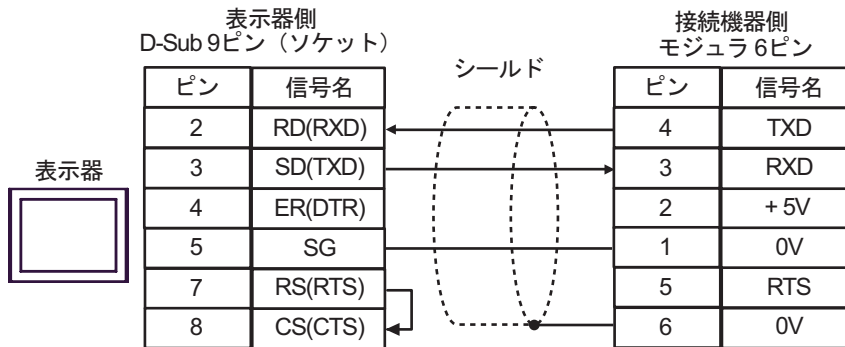 表示器側
D-Sub 9ピン（ソケット）
接続機器側
モジュラ 6ピン
シールド
表示器
ピン 信号名
2 RD(RXD)
3 SD(TXD)
4 ER(DTR)
5 SG
7 RS(RTS)
8 CS(CTS)
ピン 信号名
4 TXD
3 RXD
2 +5V
1 0V
5 RTS
6 0V